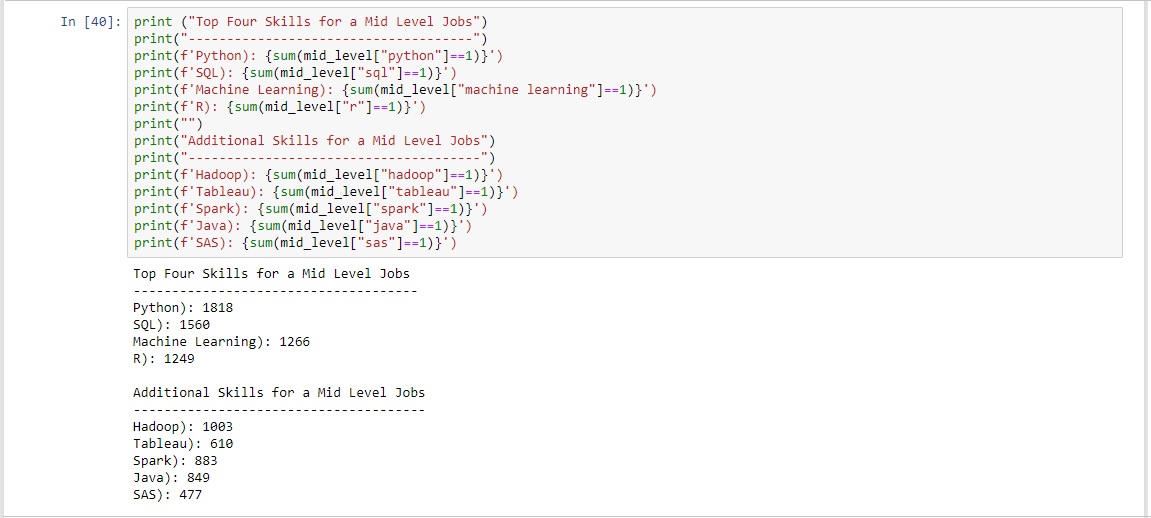 In [40]: print ("Top Four Skills for a Mid Level Jobs")
print("-------------------------------------")
print(f'Python): {sum(mid_level["python"]==1)}')
print(f'SQL): {sum(mid_level["sql"]==1)}')
print(f'Machine Learning): {sum(mid_level["machine learning"]==1)}')
print(f'R): {sum(mid_level["r"]==1)}')
print("")
print("Additional Skills for a Mid Level Jobs")
print("--------------------------------------")
print(f'Hadoop): {sum(mid_level["hadoop"]==1)}')
print(f'Tableau): {sum(mid_level["tableau"]==1)}')
print(f'Spark): {sum(mid_level["spark"]==1)}')
print(f'Java): {sum(mid_level["java"]==1)}')
print(f'SAS): {sum(mid_level["sas"]==1)}')
Top Four Skills for a Mid Level Jobs
-------------------------------------
Python): 1818
SQL): 1560
Machine Learning): 1266
R): 1249

Additional Skills for a Mid Level Jobs
--------------------------------------
Hadoop): 1003
Tableau): 610
Spark): 883
Java): 849
SAS): 477